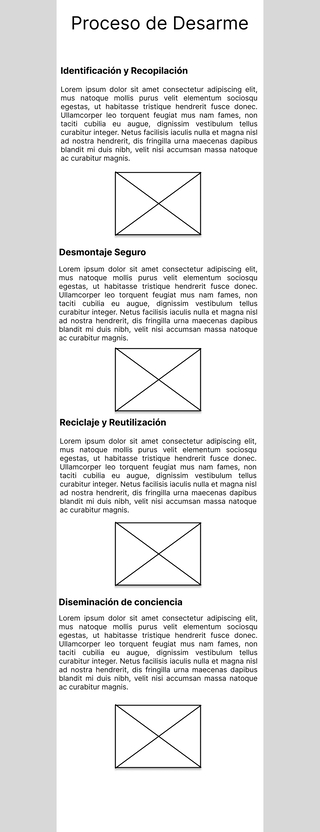 Proceso de Desarme
Identificación y Recopilación
Lorem ipsum dolor sit amet consectetur adipiscing elit,
mus natoque mollis purus velit elementum sociosqu
egestas, ut habitasse tristique hendrerit fusce donec.
Ullamcorper leo torquent feugiat mus nam fames, non
taciti cubilia eu augue, dignissim vestibulum tellus
curabitur integer. Netus facilisis iaculis nulla et magna nisl
ad nostra hendrerit, dis fringilla urna maecenas dapibus
blandit mi duis nibh, velit nisi accumsan massa natoque
ac curabitur magnis.
Desmontaje Seguro
Lorem ipsum dolor sit amet consectetur adipiscing elit,
mus natoque mollis purus velit elementum sociosqu
egestas, ut habitasse tristique hendrerit fusce donec.
Ullamcorper leo torquent feugiat mus nam fames, non
taciti cubilia eu augue, dignissim vestibulum tellus
curabitur integer. Netus facilisis iaculis nulla et magna nisl
ad nostra hendrerit, dis fringilla urna maecenas dapibus
blandit mi duis nibh, velit nisi accumsan massa natoque
ac curabitur magnis.
Reciclaje y Reutilización
Lorem ipsum dolor sit amet consectetur adipiscing elit,
mus natoque mollis purus velit elementum sociosqu
egestas, ut habitasse tristique hendrerit fusce donec.
Ullamcorper leo torquent feugiat mus nam fames, non
taciti cubilia eu augue, dignissim vestibulum tellus
curabitur integer. Netus facilisis iaculis nulla et magna nisl
ad nostra hendrerit, dis fringilla urna maecenas dapibus
blandit mi duis nibh, velit nisi accumsan massa natoque
ac curabitur magnis.
Diseminación de conciencia
Lorem ipsum dolor sit amet consectetur adipiscing elit,
mus natoque mollis purus velit elementum sociosqu
egestas, ut habitasse tristique hendrerit fusce donec.
Ullamcorper leo torquent feugiat mus nam fames, non
taciti cubilia eu augue, dignissim vestibulum tellus
curabitur integer. Netus facilisis iaculis nulla et magna nisl
ad nostra hendrerit, dis fringilla urna maecenas dapibus
blandit mi duis nibh, velit nisi accumsan massa natoque
ac curabitur magnis.